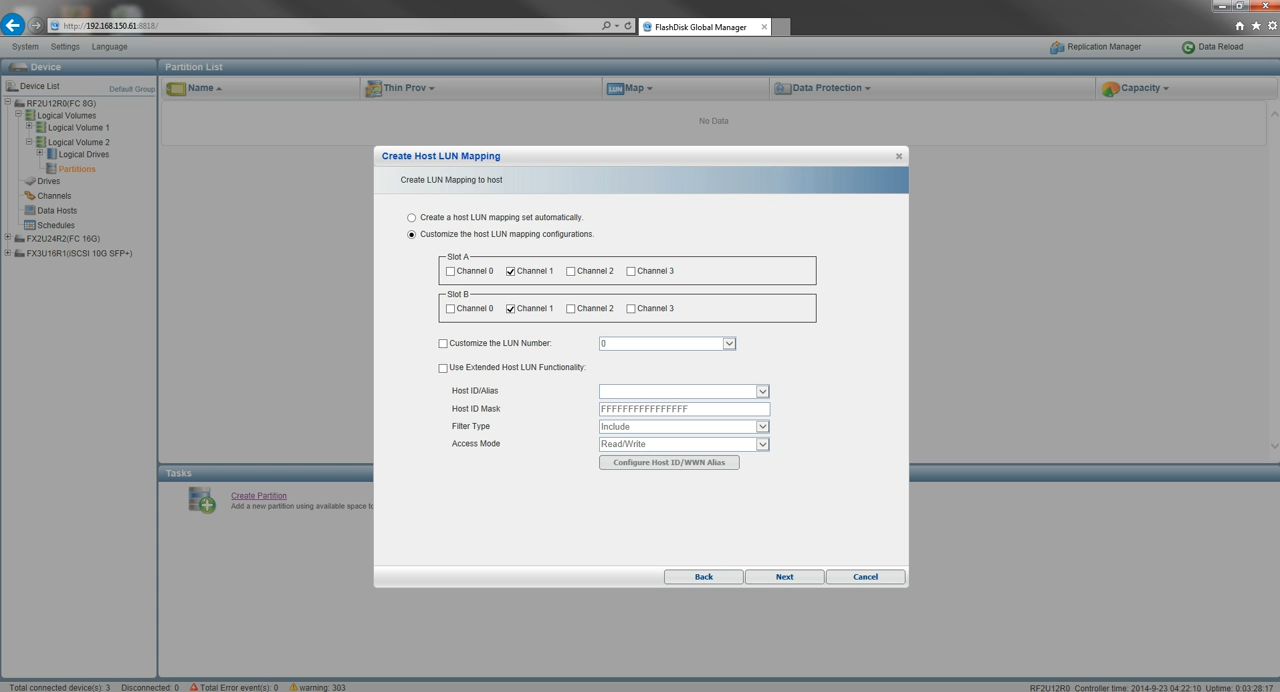 http://192.168.150.61:8818/
FlashDisk Global Manager
System Settings Language
Replication Manager
Data Reload
Device
Partition List
Device List
Default Group
Name
Thin Prov
LUN Map
Data Protection
Capacity
RF2U12R0(FC 8G)
Logical Volumes
Logical Volume 1
Logical Volume 2
Logical Drives
Partitions
Drives
Channels
Data Hosts
Schedules
FX2U24R2(FC 16G)
FX3U16R1(iSCSI 10G SFP+)
No Data
Create Host LUN Mapping
Create LUN Mapping to host
Create a host LUN mapping set automatically.
Customize the host LUN mapping configurations.
Slot A
Channel 0 Channel 1 Channel 2 Channel 3
Slot B
Channel 0 Channel 1 Channel 2 Channel 3
Customize the LUN Number: 0
Use Extended Host LUN Functionality:
Host ID/Alias
Host ID Mask FFFFFFFFFFFFFFFF
Filter Type Include
Access Mode Read/Write
Configure Host ID/WWN Alias
Back Next Cancel
Tasks
Create Partition
Add a new partition using available space to
Total connected device(s): 3 Disconnected: 0 Total Error event(s): 0 warning: 303
RF2U12R0 Controller time: 2014-9-23 04:22:10 Uptime: 0:03:28:17